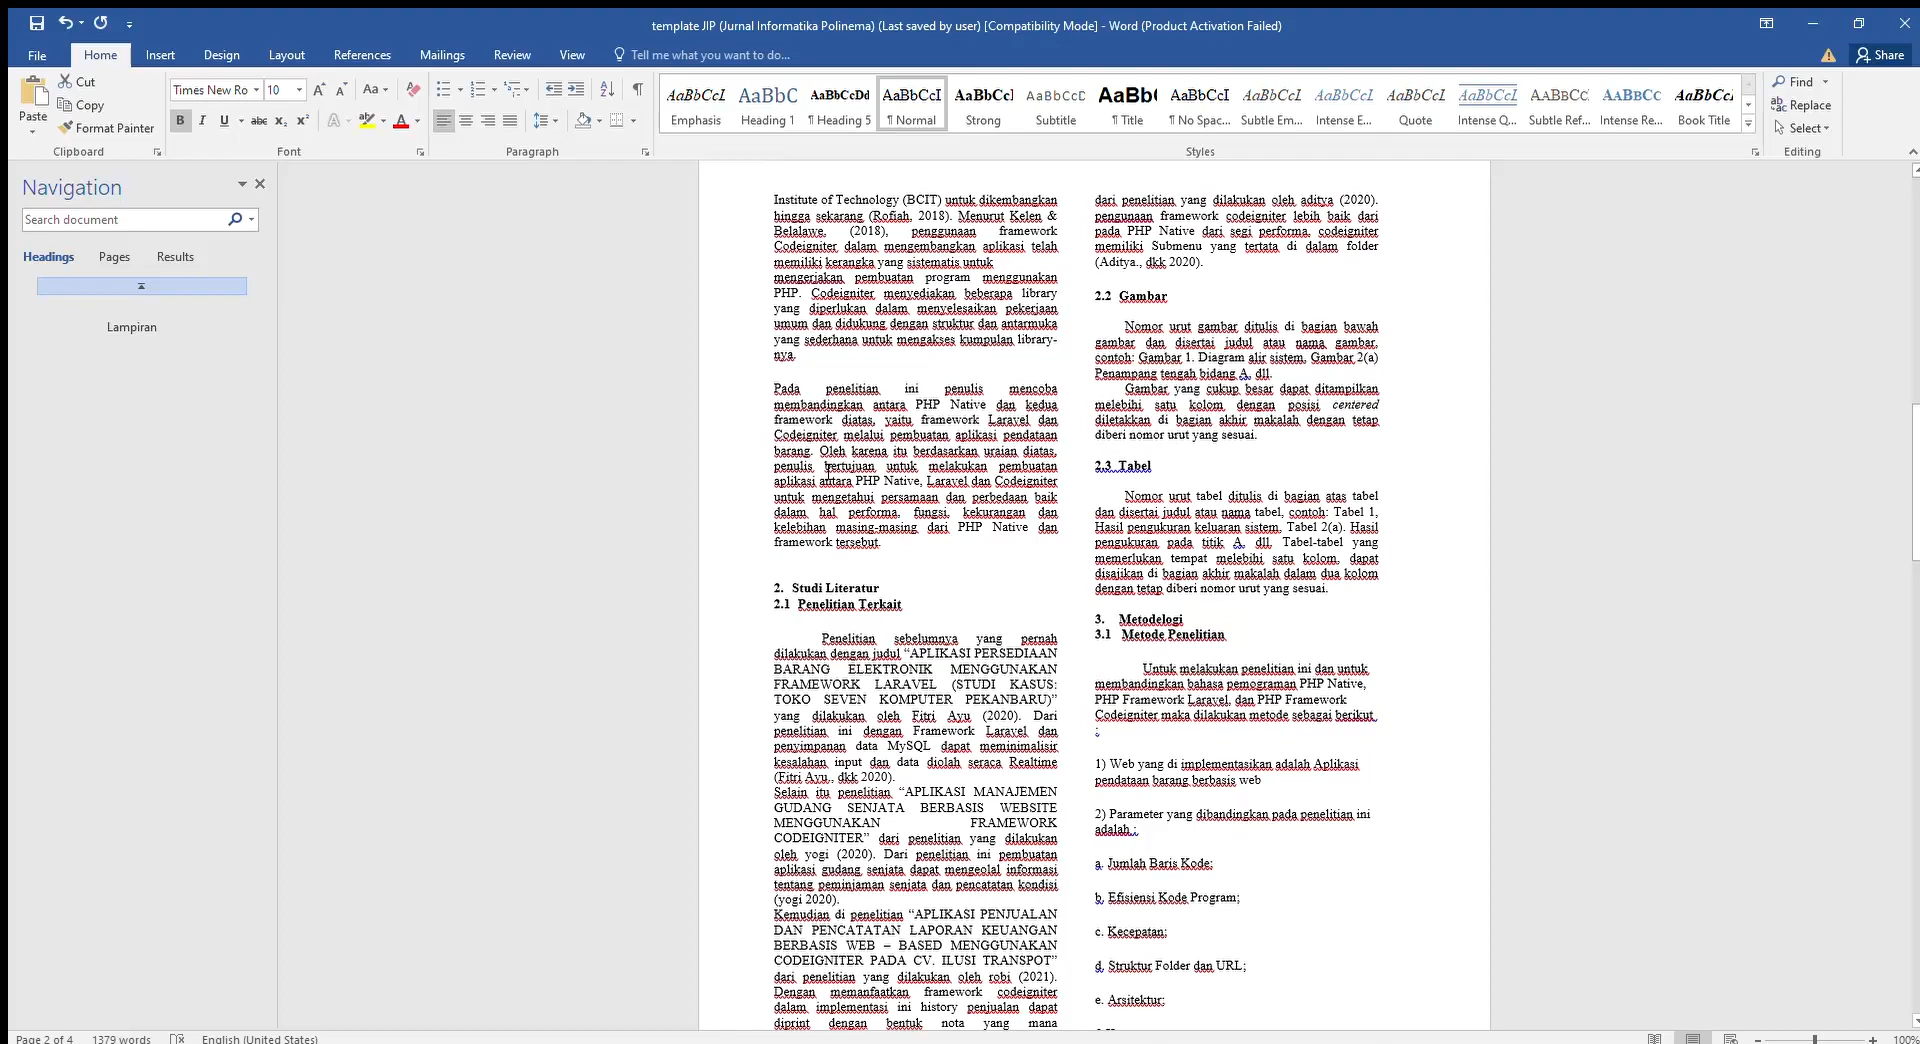 template JIP (Jurnal Informatika Polinema) (Last saved by user) [Compatibility Mode] - Word (Product Activation Failed)
File Home Insert Design Layout References Mailings Review View Tell me what you want to do... Share
Paste
Cut
Copy
Format Painter
Clipboard
Times New Ro 10
Font
Paragraph
AaBbCcL Emphasis
AaBbC Heading 1
AaBbCcDd ¶ Heading 5
AaBbCcI ¶ Normal
AaBbCcl Strong
AaBbCcD Subtitle
AaBb( ¶ Title
AaBbCcI ¶ No Spac...
AaBbCcL Subtle Em...
AaBbCcL Intense E...
AaBbCcL Quote
AaBbCcL Intense Q...
AABBCC Subtle Ref...
AABBCC Intense Re...
AaBbCc Book Title
Styles
Find
Replace
Select
Editing
Navigation
Search document
Headings Pages Results
Lampiran
Institute of Technology (BCIT) untuk dikembangkan
hingga sekarang (Rofiah, 2018). Menurut Kelen &
Belalawe, (2018), penggunaan framework
Codeigniter dalam mengembangkan aplikasi telah
memiliki kerangka yang sistematis untuk
mengerjakan pembuatan program menggunakan
PHP. Codeigniter menyediakan beberapa library
yang diperlukan dalam menyelesaikan pekerjaan
umum dan didukung dengan struktur dan antarmuka
yang sederhana untuk mengakses kumpulan library-
nya.
Pada penelitian ini penulis mencoba
membandingkan antara PHP Native dan kedua
framework diatas, yaitu framework Laravel dan
Codeigniter melalui pembuatan aplikasi pendataan
barang. Oleh karena itu berdasarkan uraian diatas,
penulis bertujuan untuk melakukan pembuatan
aplikasi antara PHP Native, Laravel dan Codeigniter
untuk mengetahui persamaan dan perbedaan baik
dalam hal performa, fungsi, kekurangan dan
kelebihan masing-masing dari PHP Native dan
framework tersebut.
2. Studi Literatur
2.1 Penelitian Terkait
Penelitian sebelumnya yang pernah
dilakukan dengan judul “APLIKASI PERSEDIAAN
BARANG ELEKTRONIK MENGGUNAKAN
FRAMEWORK LARAVEL (STUDI KASUS:
TOKO SEVEN KOMPUTER PEKANBARU)”
yang dilakukan oleh Fitri Ayu (2020). Dari
penelitian ini dengan Framework Laravel dan
penyimpanan data MySQL dapat meminimalisir
kesalahan input dan data diolah seraca Realtime
(Fitri Ayu., dkk 2020).
Selain itu penelitian “APLIKASI MANAJEMEN
GUDANG SENJATA BERBASIS WEBSITE
MENGGUNAKAN FRAMEWORK
CODEIGNITER” dari penelitian yang dilakukan
oleh yogi (2020). Dari penelitian ini pembuatan
aplikasi gudang senjata dapat mengeolal informasi
tentang peminjaman senjata dan pencatatan kondisi
(yogi 2020).
Kemudian di penelitian “APLIKASI PENJUALAN
DAN PENCATATAN LAPORAN KEUANGAN
BERBASIS WEB – BASED MENGGUNAKAN
CODEIGNITER PADA CV. ILUSI TRANSPOT”
dari penelitian yang dilakukan oleh robi (2021).
Dengan memanfaatkan framework codeigniter
dalam implementasi ini history penjualan dapat
diprint dengan bentuk nota yang mana
dari penelitian yang dilakukan oleh aditya (2020).
pengunaan framework codeigniter lebih baik dari
pada PHP Native dari segi performa. codeigniter
memiliki Submenu yang tertata di dalam folder
(Aditya., dkk 2020).
2.2 Gambar
Nomor urut gambar ditulis di bagian bawah
gambar dan disertai judul atau nama gambar,
contoh: Gambar 1. Diagram alir sistem, Gambar 2(a)
Penampang tengah bidang A, dll.
Gambar yang cukup besar dapat ditampilkan
melebihi satu kolom dengan posisi centered
diletakkan di bagian akhir makalah dengan tetap
diberi nomor urut yang sesuai.
2.3 Tabel
Nomor urut tabel ditulis di bagian atas tabel
dan disertai judul atau nama tabel, contoh: Tabel 1,
Hasil pengukuran keluaran sistem, Tabel 2(a). Hasil
pengukuran pada titik A, dll. Tabel-tabel yang
memerlukan tempat melebihi satu kolom, dapat
disajikan di bagian akhir makalah dalam dua kolom
dengan tetap diberi nomor urut yang sesuai.
3. Metodelogi
3.1 Metode Penelitian
Untuk melakukan penelitian ini dan untuk
membandingkan bahasa pemograman PHP Native,
PHP Framework Laravel, dan PHP Framework
Codeigniter maka dilakukan metode sebagai berikut
:
1) Web yang di implementasikan adalah Aplikasi
pendataan barang berbasis web
2) Parameter yang dibandingkan pada penelitian ini
adalah :
a. Jumlah Baris Kode;
b. Efisiensi Kode Program;
c. Kecepatan;
d. Struktur Folder dan URL;
e. Arsitektur;
Page 2 of 4 1379 words English (United States) 100%